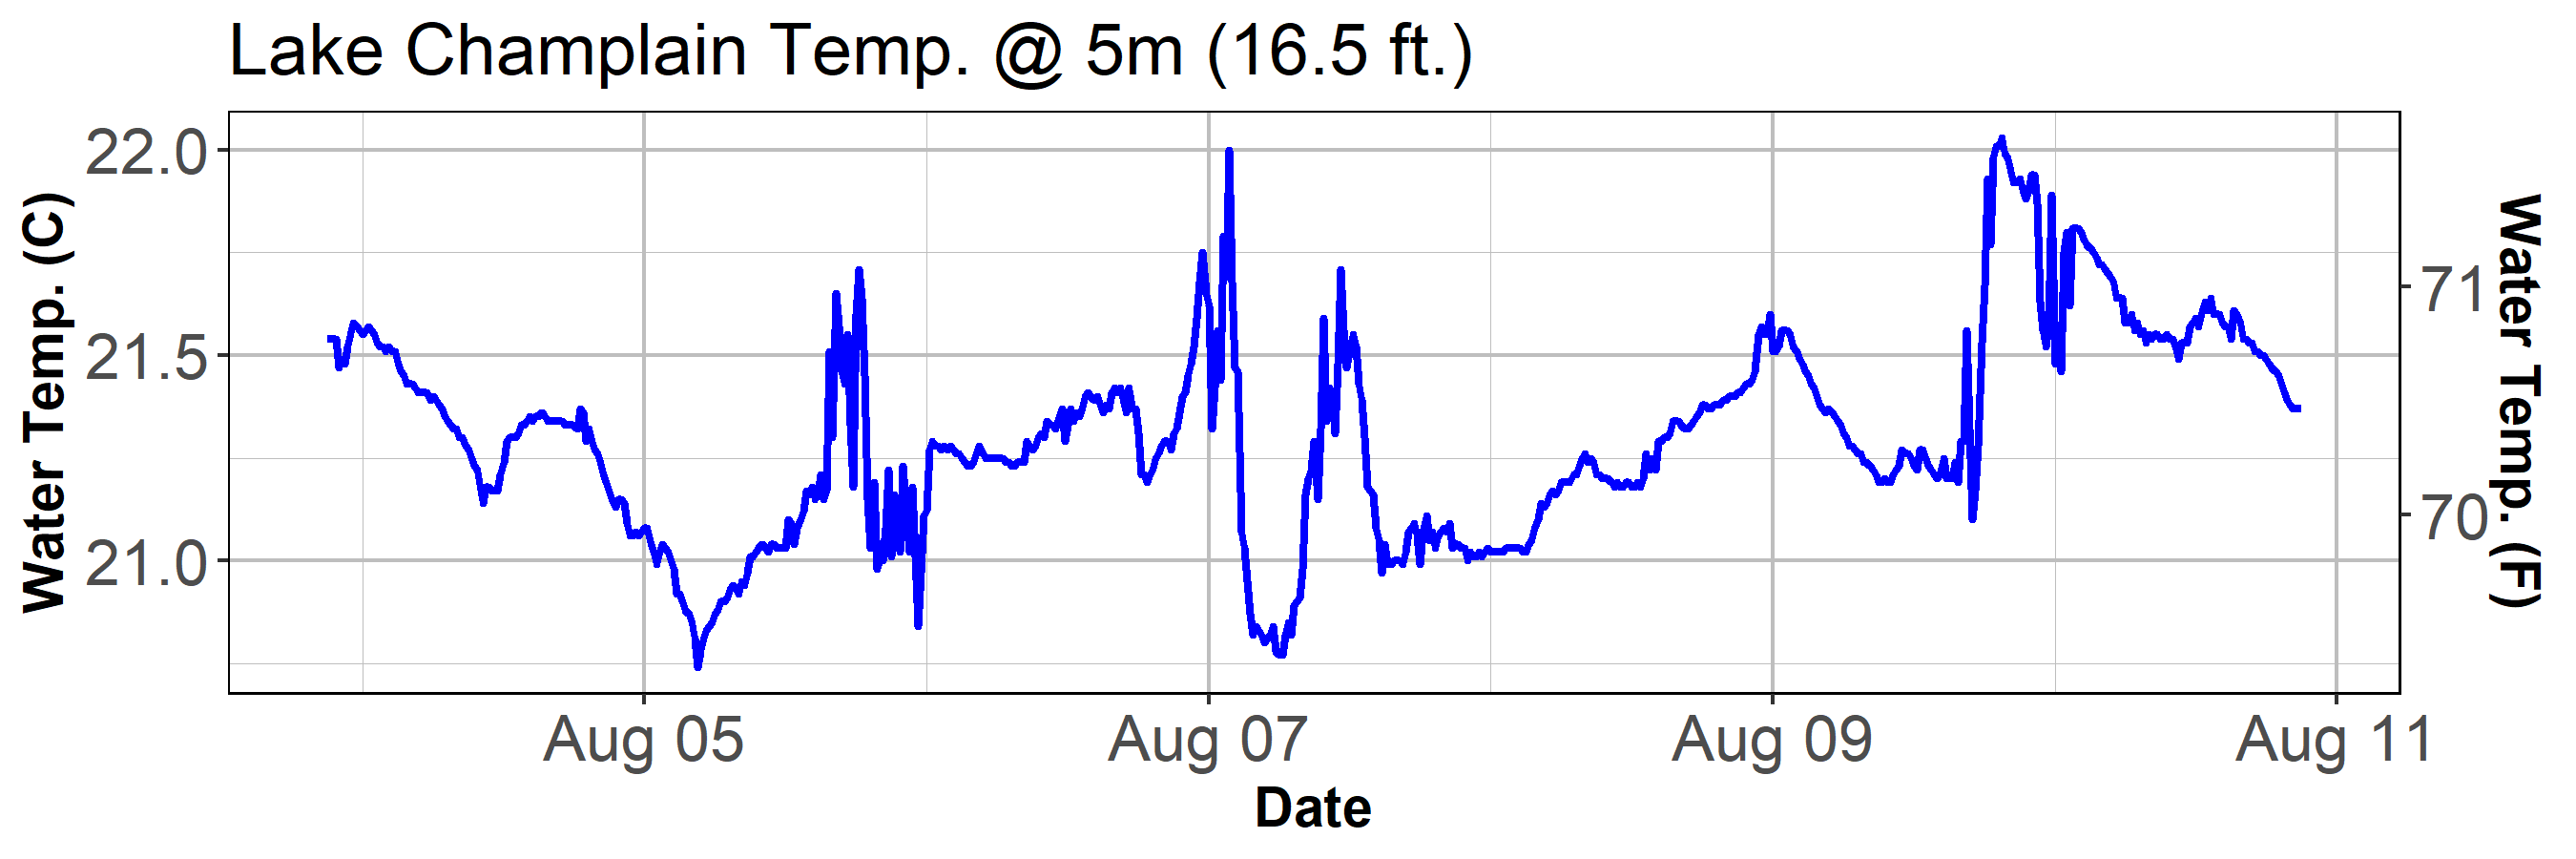 Lake Champlain Temp. @ 5m (16.5 ft.)
Water Temp. (C)
22.0
21.5
21.0
71
70
Water Temp. (F)
Aug 05
Aug 07
Aug 09
Aug 11
Date